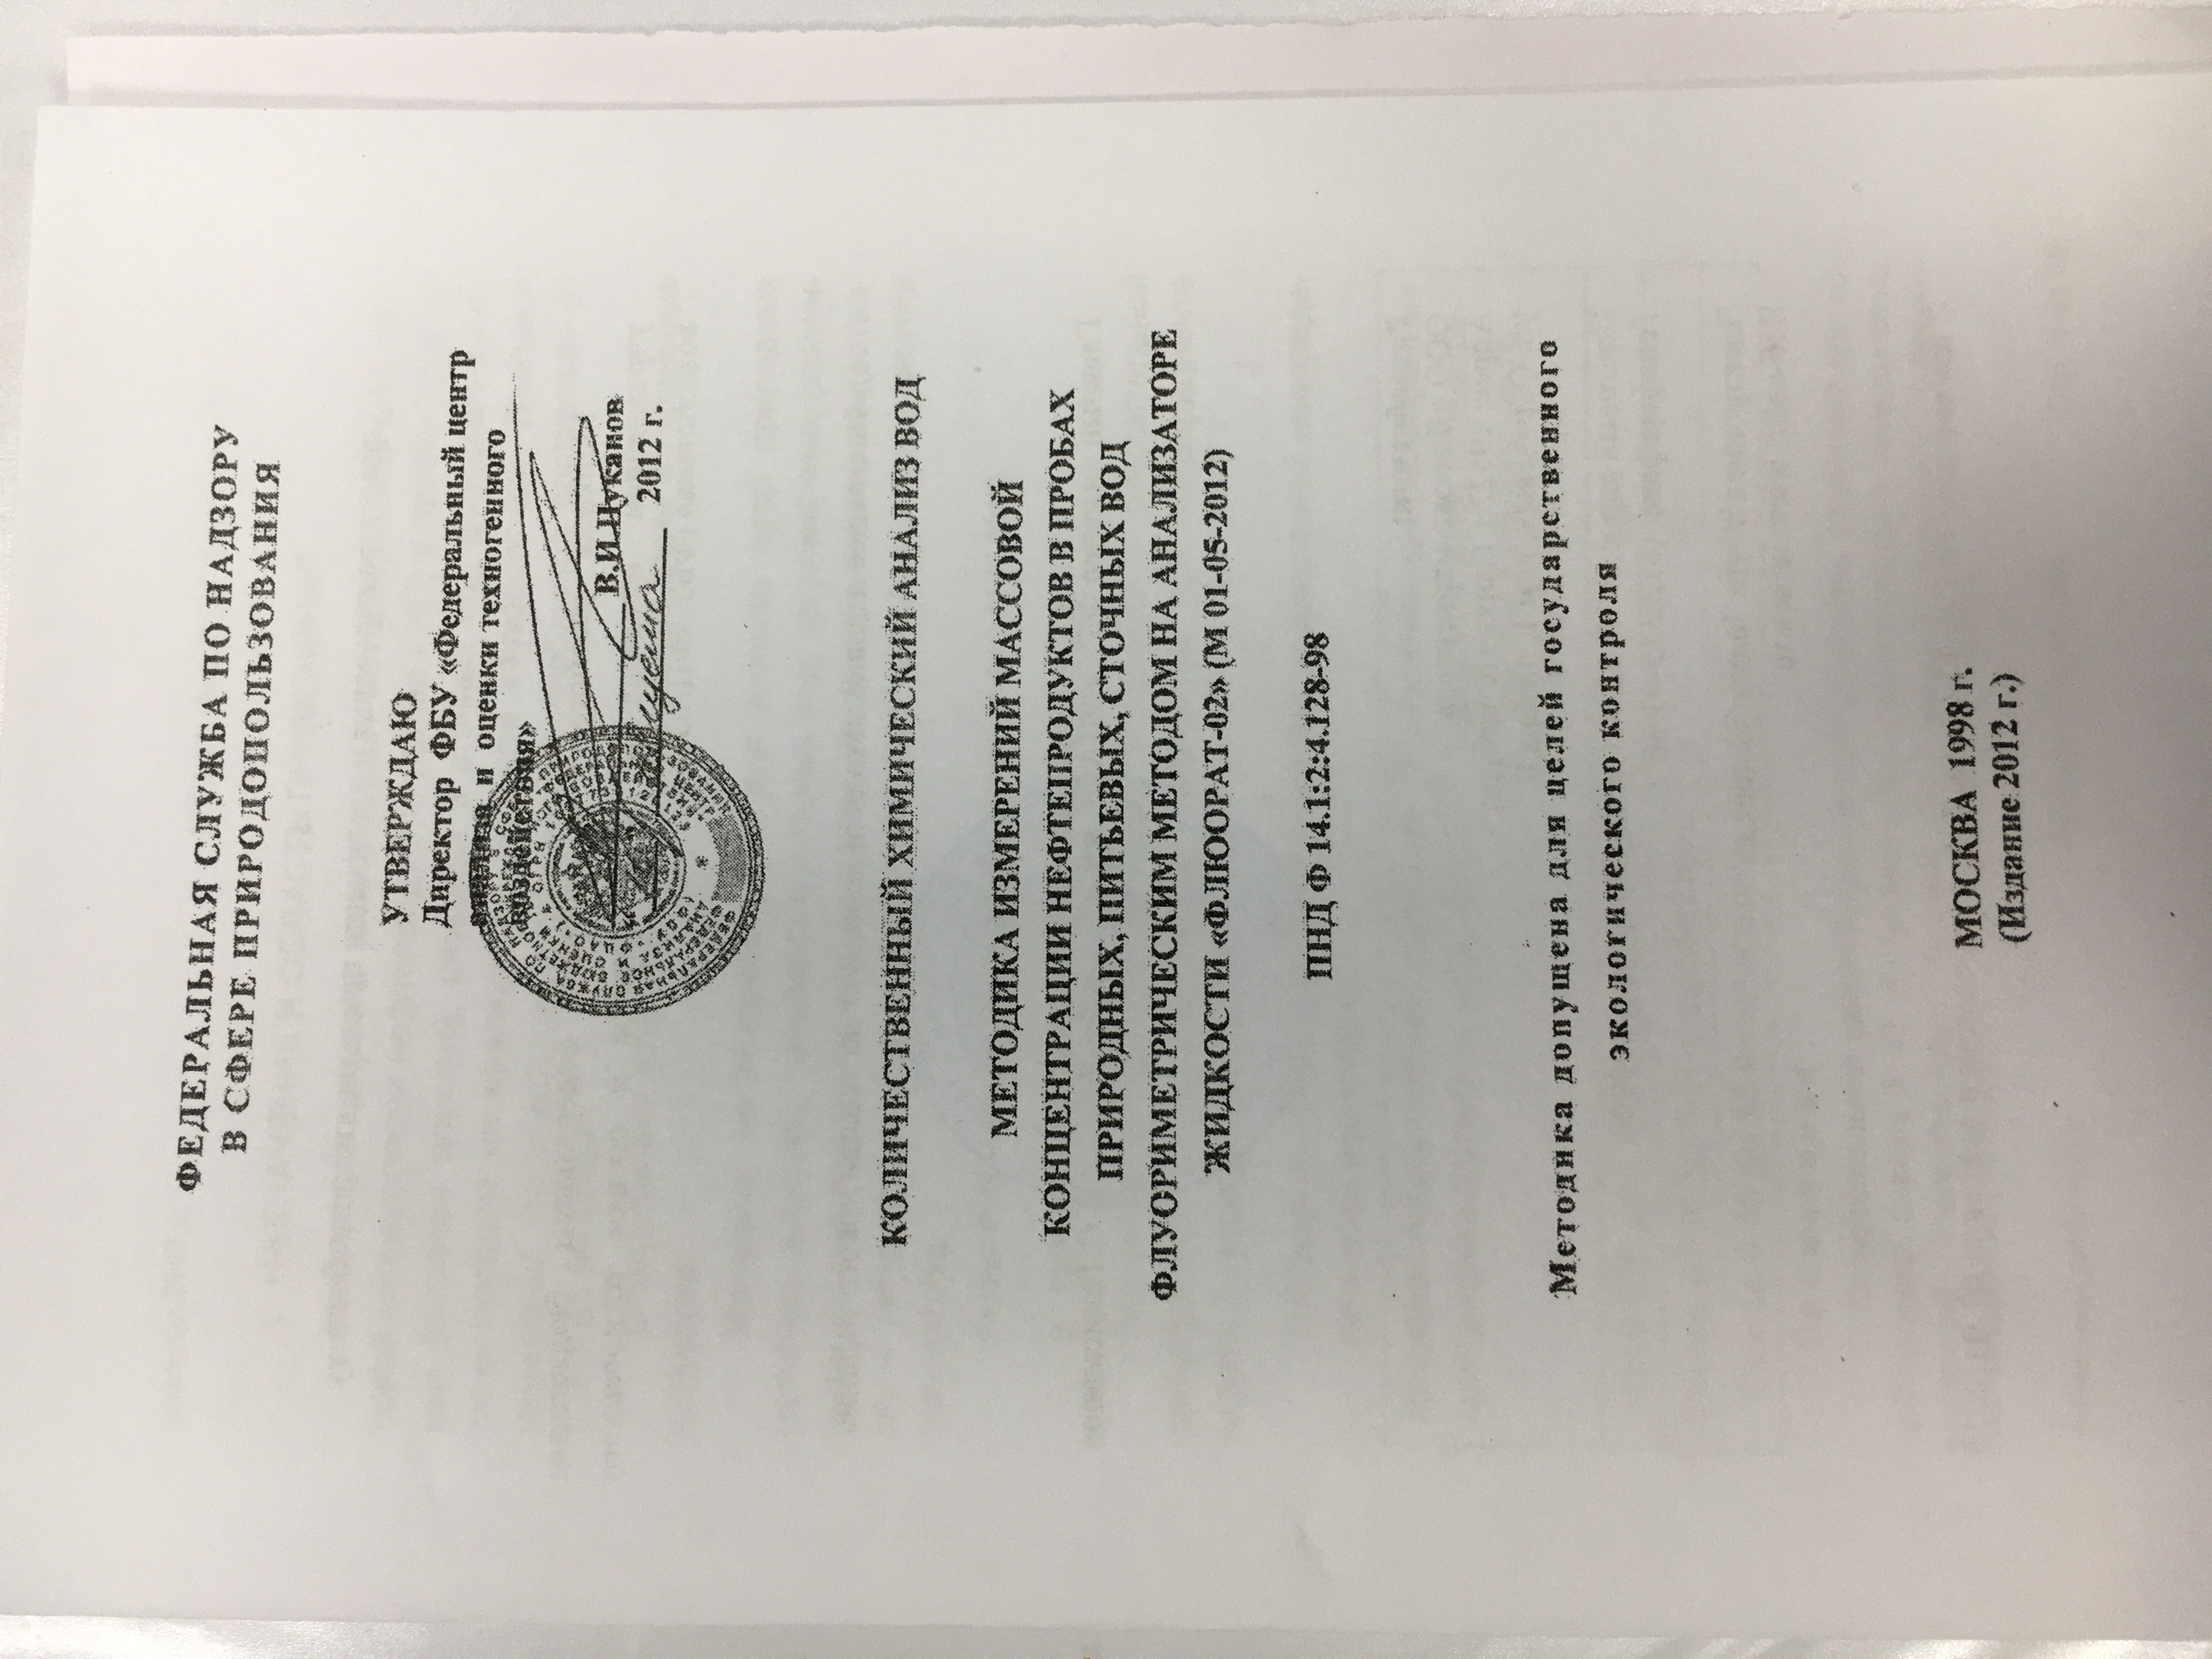 ФЕДЕРАЛЬНАЯ СЛУЖБА ПО НАДЗОРУ
В СФЕРЕ ПРИРОДОПОЛЬЗОВАНИЯ
УТВЕРЖДАЮ
Директор ФБУ «Федеральный центр
анализа и оценки техногенного
воздействия»
В.И.Цуканов
августа 2012 г.
КОЛИЧЕСТВЕННЫЙ ХИМИЧЕСКИЙ АНАЛИЗ ВОД
МЕТОДИКА ИЗМЕРЕНИЙ МАССОВОЙ
КОНЦЕНТРАЦИИ НЕФТЕПРОДУКТОВ В ПРОБАХ
ПРИРОДНЫХ, ПИТЬЕВЫХ, СТОЧНЫХ ВОД
ФЛУОРИМЕТРИЧЕСКИМ МЕТОДОМ НА АНАЛИЗАТОРЕ
ЖИДКОСТИ «ФЛЮОРАТ-02» (М 01-05-2012)
ПНД Ф 14.1:2:4.128-98
Методика допущена для целей государственного
экологического контроля
МОСКВА 1998 г.
(Издание 2012 г.)